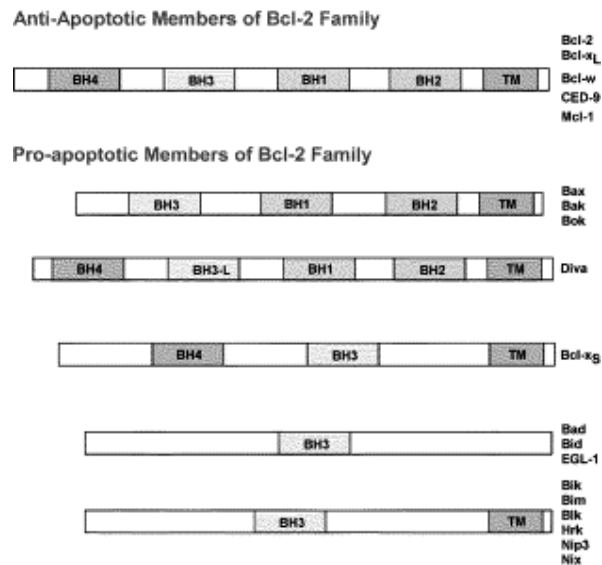 Anti-Apoptotic Members of Bcl-2 Family
Bcl-2
Bcl-xL
BH4 BH3 BH1 BH2 TM Bcl-w
CED-9
Mcl-1
Pro-apoptotic Members of Bcl-2 Family
Bax
BH3 BH1 BH2 TM Bak
Bok
BH4 BH3-L BH1 BH2 TM Diva
BH4 BH3 TM Bcl-xS
Bad
BH3 Bid
EGL-1
Bik
Bim
BH3 TM Blk
Hrk
Nip3
Nix